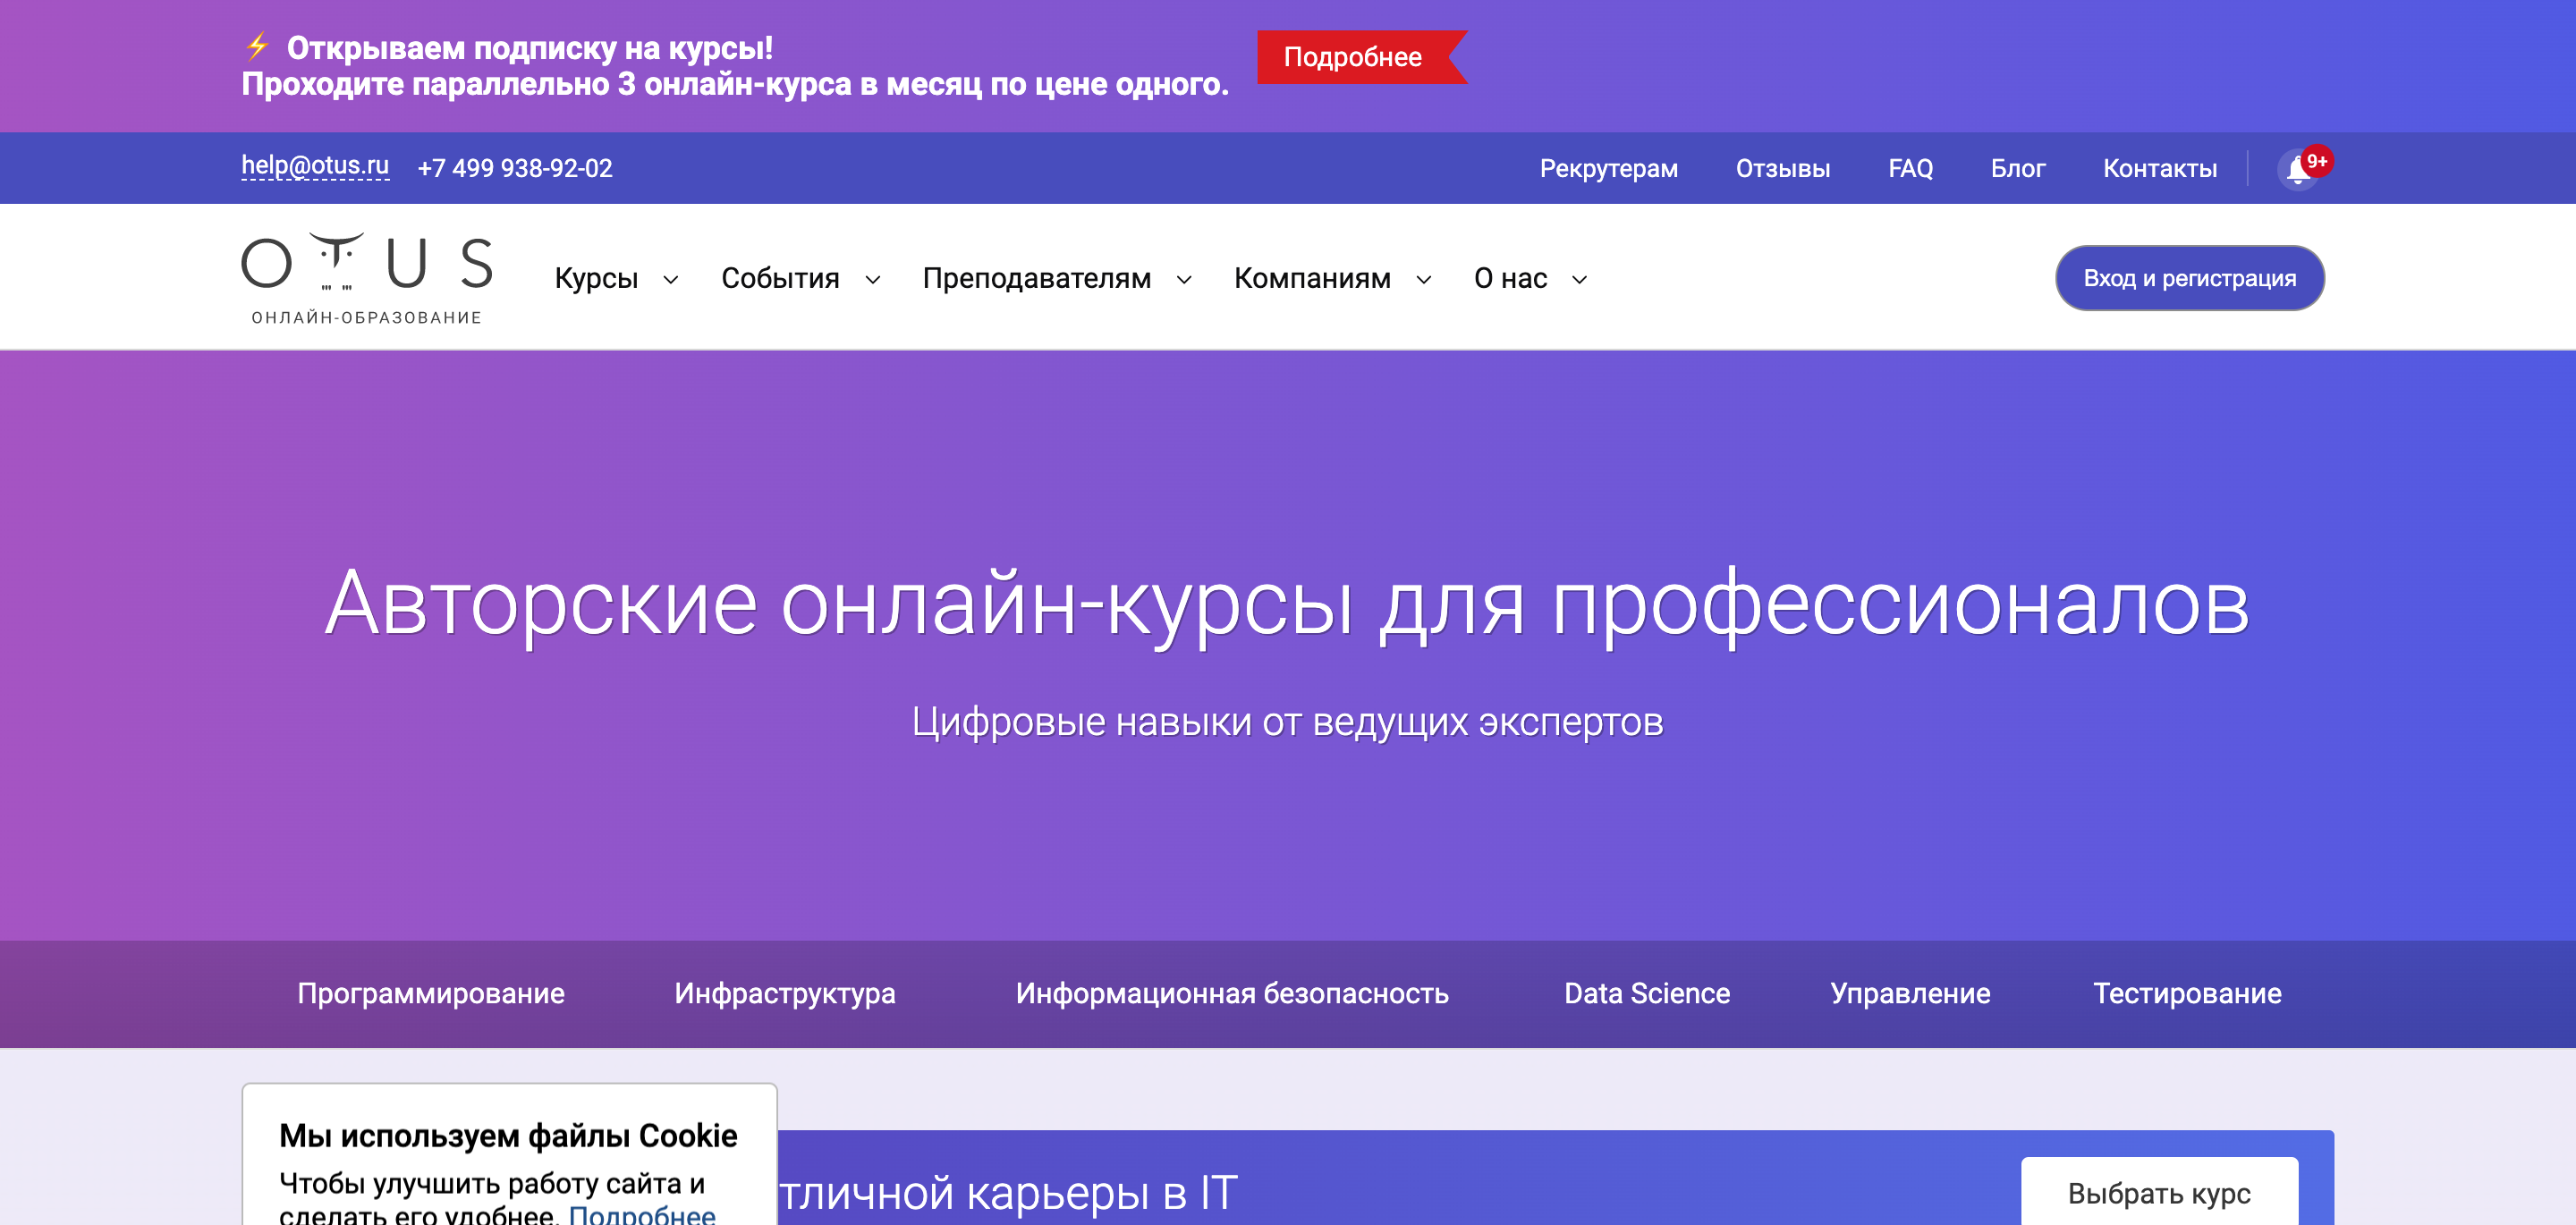 ⚡ Открываем подписку на курсы!
Проходите параллельно 3 онлайн-курса в месяц по цене одного.
Подробнее
help@otus.ru +7 499 938-92-02 Рекрутерам Отзывы FAQ Блог Контакты 9+
OTUS
ОНЛАЙН-ОБРАЗОВАНИЕ
Курсы События Преподавателям Компаниям О нас Вход и регистрация
Авторские онлайн-курсы для профессионалов
Цифровые навыки от ведущих экспертов
Программирование Инфраструктура Информационная безопасность Data Science Управление Тестирование
Мы используем файлы Cookie
Чтобы улучшить работу сайта и
сделать его удобнее. Подробнее
тличной карьеры в IT
Выбрать курс